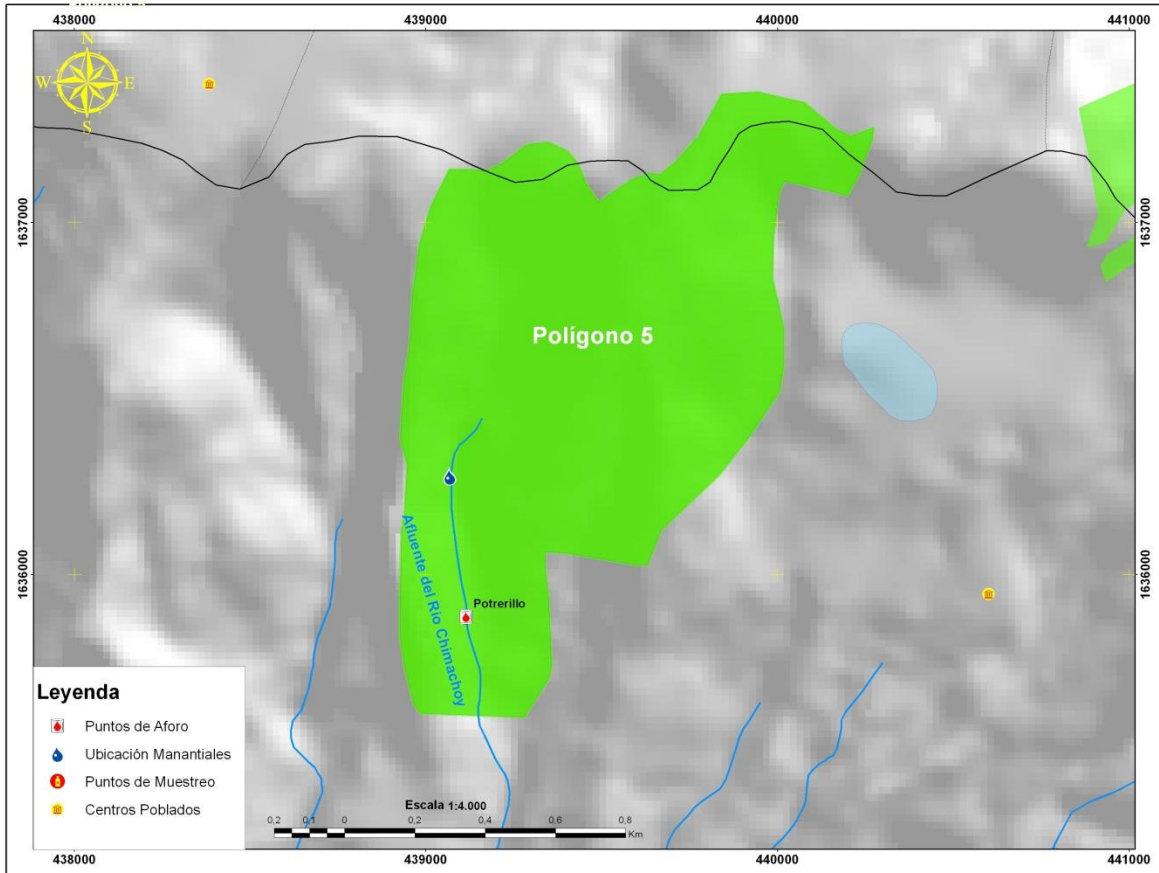 438000 439000 440000 441000
N
W E
S
1637000 1637000
Polígono 5
Afluente del Río Chimachoy
Potrerillo
1636000 1636000
Leyenda
Puntos de Aforo
Ubicación Manantiales
Puntos de Muestreo
Centros Poblados
Escala 1:4.000
0,2 0,1 0 0,2 0,4 0,6 0,8
Km
438000 439000 440000 441000